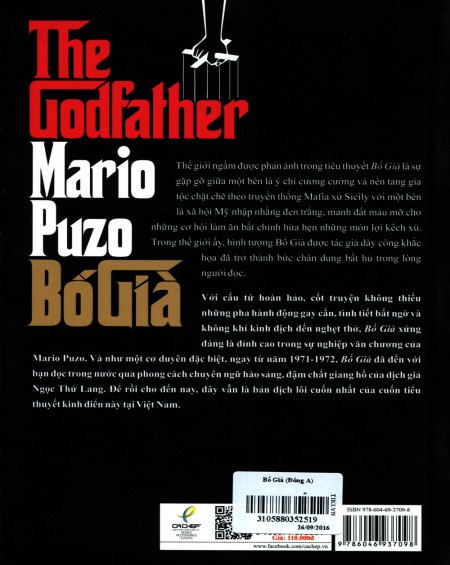 The
Godfather
Mario
Puzo
Bố Già
Thế giới ngầm được phản ánh trong tiểu thuyết Bố Già là sự
gặp gỡ giữa một bên là ý chí cương cường và nền tảng gia
tộc chặt chẽ theo truyền thống Mafia xứ Sicily với một bên
là xã hội Mỹ nhập nhằng đen trắng, mảnh đất màu mỡ cho
những cơ hội làm ăn bất chính hứa hẹn những món lợi kếch xù.
Trong thế giới ấy, hình tượng Bố Già được tác giả dày công khắc
họa đã trở thành bức chân dung bất hủ trong lòng
người đọc.
Với cấu tứ hoàn hảo, cốt truyện không thiếu
những pha hành động gay cấn, tình tiết bất ngờ và
không khí kình địch đến nghẹt thở, Bố Già xứng
đáng là đỉnh cao trong sự nghiệp văn chương của
Mario Puzo. Và như một cơ duyên đặc biệt, ngay từ năm 1971-1972, Bố Già đã đến với
bạn đọc trong nước qua phong cách chuyển ngữ hào sảng, đậm chất giang hồ của dịch giả
Ngọc Thứ Lang. Để rồi cho đến nay, đây vẫn là bản dịch lôi cuốn nhất của cuốn tiểu
thuyết kinh điển này tại Việt Nam.
Bố Già (Đông A)
TIKI.VN
3105880352519
26/09/2016
CACHEP
Giá: 110.000đ
www.facebook.com/cachep.vn
ISBN 978-604-69-3709-8
9 786046 937098